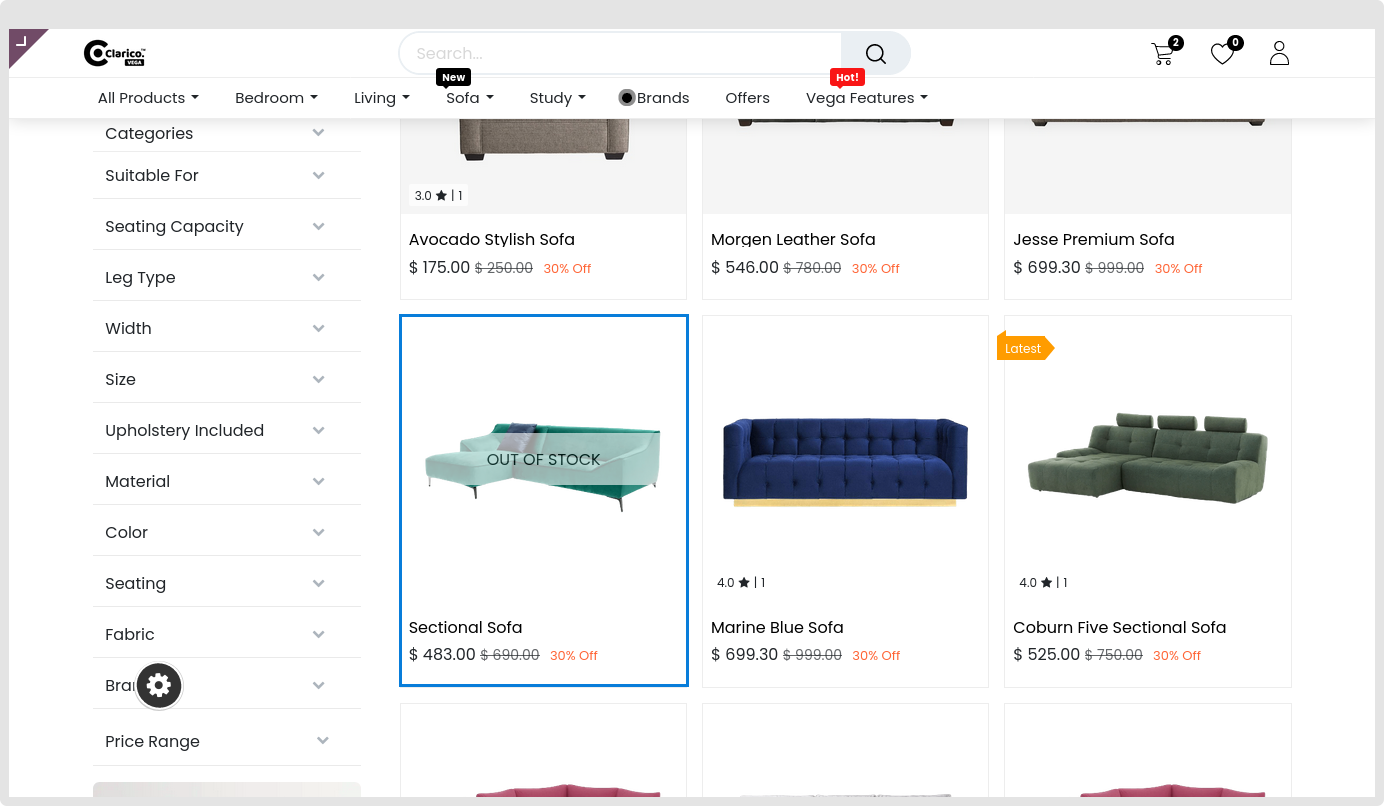 Clarico.
VEGA
Search...
2
0
New
Hot!
All Products
Bedroom
Living
Sofa
Study
Brands
Offers
Vega Features
Categories
Suitable For
Seating Capacity
Leg Type
Width
Size
Upholstery Included
Material
Color
Seating
Fabric
Price Range
3.0 ★ | 1
Avocado Stylish Sofa
$ 175.00 $ 250.00 30% Off
Morgen Leather Sofa
$ 546.00 $ 780.00 30% Off
Jesse Premium Sofa
$ 699.30 $ 999.00 30% Off
OUT OF STOCK
Sectional Sofa
$ 483.00 $ 690.00 30% Off
4.0 ★ | 1
Marine Blue Sofa
$ 699.30 $ 999.00 30% Off
Latest
4.0 ★ | 1
Coburn Five Sectional Sofa
$ 525.00 $ 750.00 30% Off